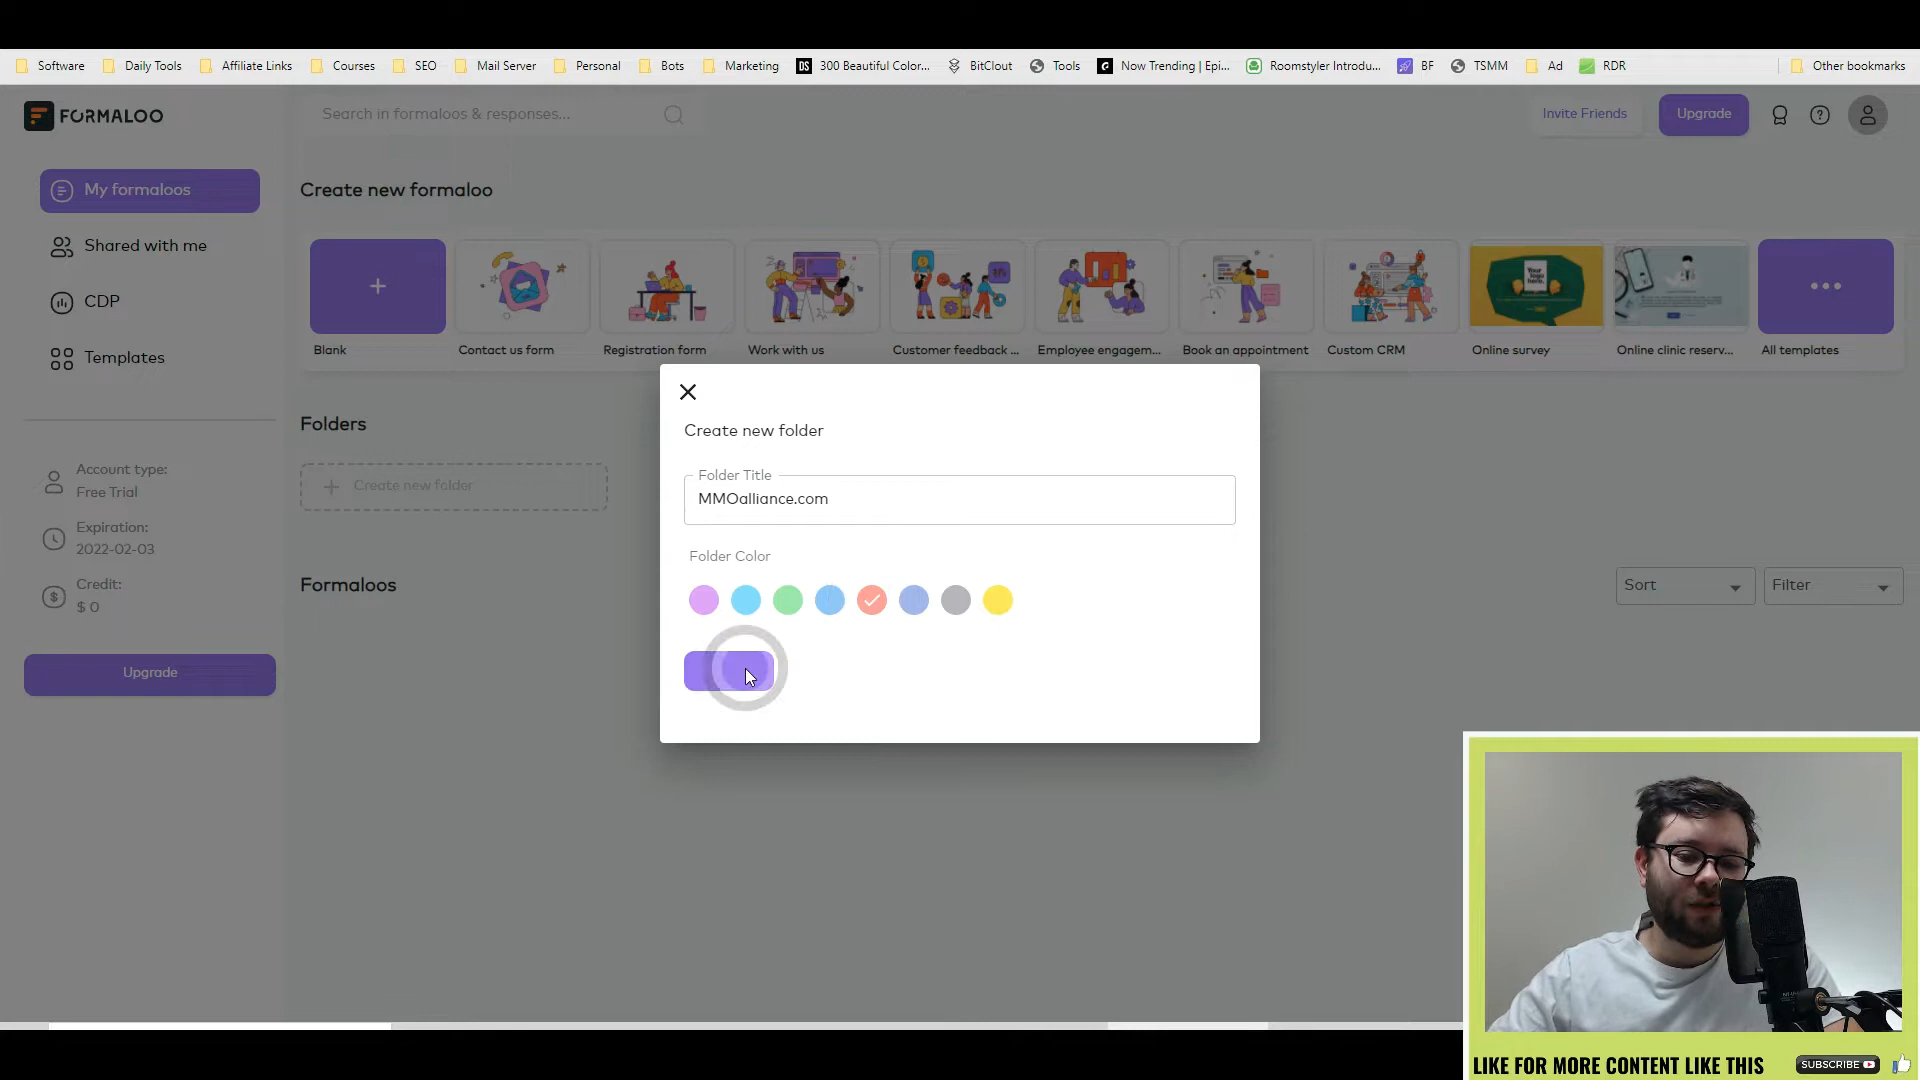 Software
Daily Tools
Affiliate Links
Courses
SEO
Mail Server
Personal
Bots
Marketing
DS
300 Beautiful Color...
BitClout
Tools
G
Now Trending | Epi...
Roomstyler Introdu...
BF
TSMM
Ad
RDR
Other bookmarks
FORMALOO
Search in formaloos & responses...
Invite Friends
Upgrade
My formaloos
Shared with me
CDP
Templates
Account type:
Free Trial
Expiration:
2022-02-03
Credit:
$ 0
Upgrade
Create new formaloo
Your
logo
here.
Blank
Contact us form
Registration form
Work with us
Customer feedback ...
Employee engagem...
Book an appointment
Custom CRM
Online survey
Online clinic reserv...
All templates
Folders
Create new folder
Formaloos
Sort
Filter
Create new folder
Folder Title
MMOalliance.com
Folder Color
LIKE FOR MORE CONTENT LIKE THIS
SUBSCRIBE